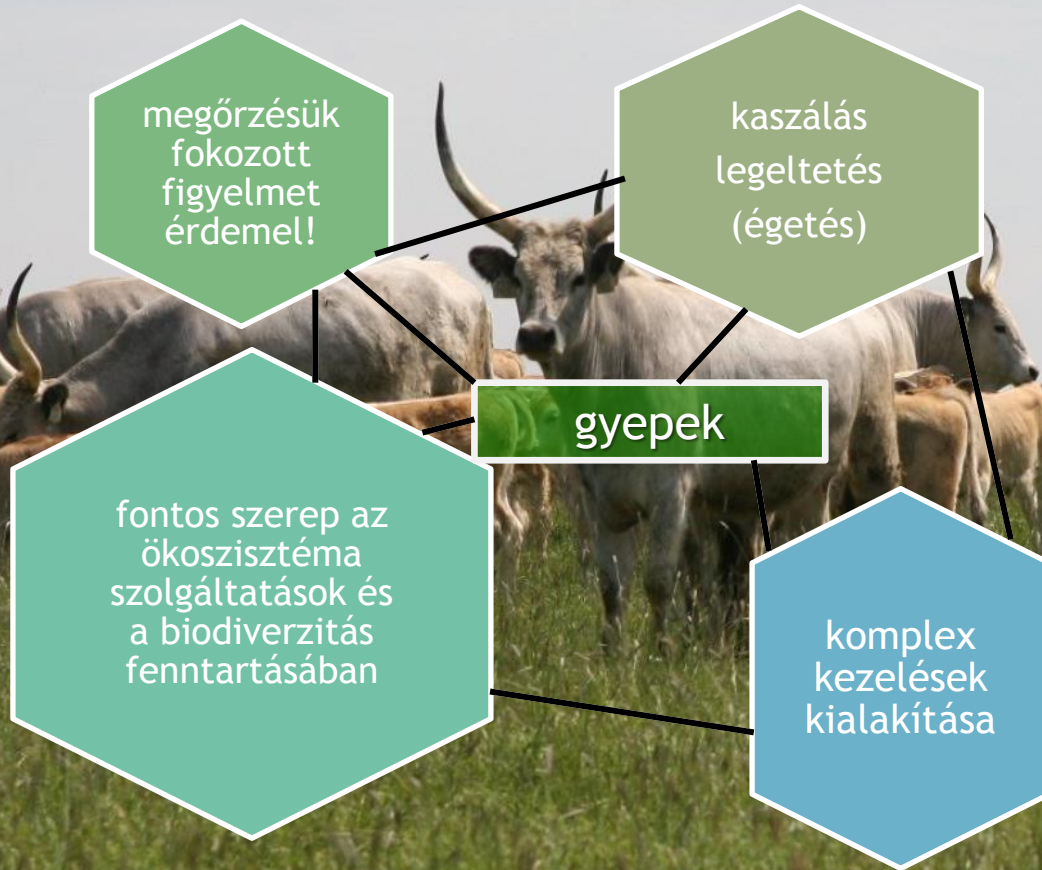 megőrzésük
fokozott
figyelmet
érdemel!
kaszálás
legeltetés
(égetés)
gyepek
fontos szerep az
ökoszisztéma
szolgáltatások és
a biodiverzitás
fenntartásában
komplex
kezelések
kialakítása